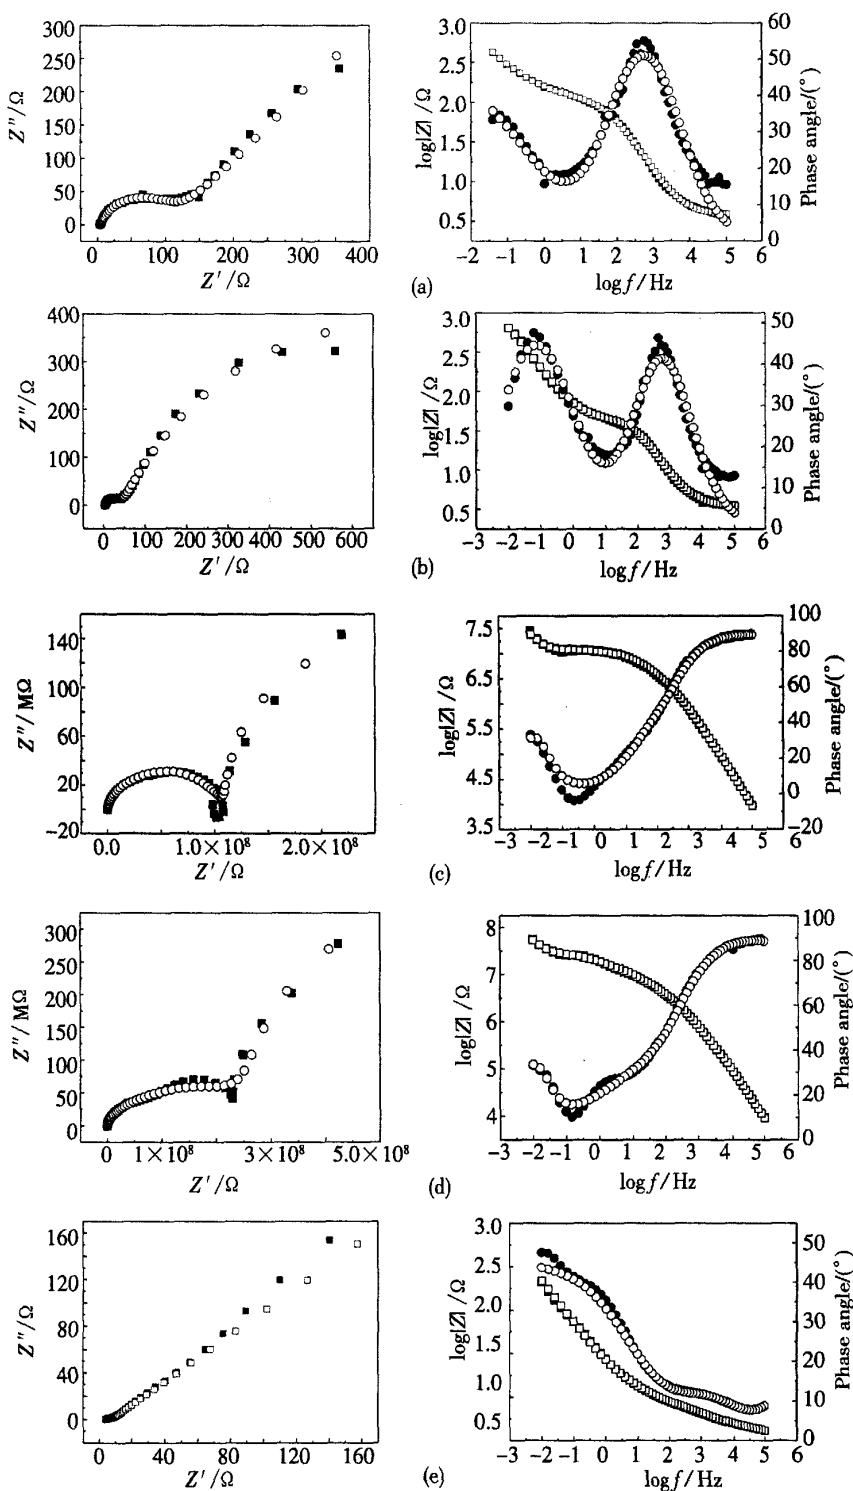 300
250
200
150
100
50
0
Z″/Ω
0 100 200 300 400
Z′/Ω
3.0
2.5
2.0
1.5
1.0
0.5
log|Z| /Ω
60
50
40
30
20
10
0
Phase angle/(°)
−2 −1 0 1 2 3 4 5 6
logf/Hz
(a)
400
300
200
100
0
Z″/Ω
0 100 200 300 400 500 600
Z′/Ω
3.0
2.5
2.0
1.5
1.0
0.5
log|Z| /Ω
50
40
30
20
10
0
Phase angle/(°)
−3 −2 −1 0 1 2 3 4 5 6
logf/Hz
(b)
140
100
60
20
−20
Z″/MΩ
0.0 1.0×10⁸ 2.0×10⁸
Z′/Ω
7.5
6.5
5.5
4.5
3.5
log|Z| /Ω
100
80
60
40
20
0
−20
Phase angle/(°)
−3 −2 −1 0 1 2 3 4 5 6
logf/Hz
(c)
300
250
200
150
100
50
0
Z″/MΩ
0 1×10⁸ 3×10⁸ 5.0×10⁸
Z′/Ω
8
7
6
5
4
log|Z| /Ω
100
80
60
40
20
10
0
Phase angle/(°)
−3 −2 −1 0 1 2 3 4 5 6
logf/Hz
(d)
160
120
80
40
0
Z″/Ω
0 40 80 120 160
Z′/Ω
3.0
2.5
2.0
1.5
1.0
0.5
log|Z| /Ω
50
40
30
20
10
0
Phase angle/(°)
−3 −2 −1 0 1 2 3 4 5 6
logf/Hz
(e)